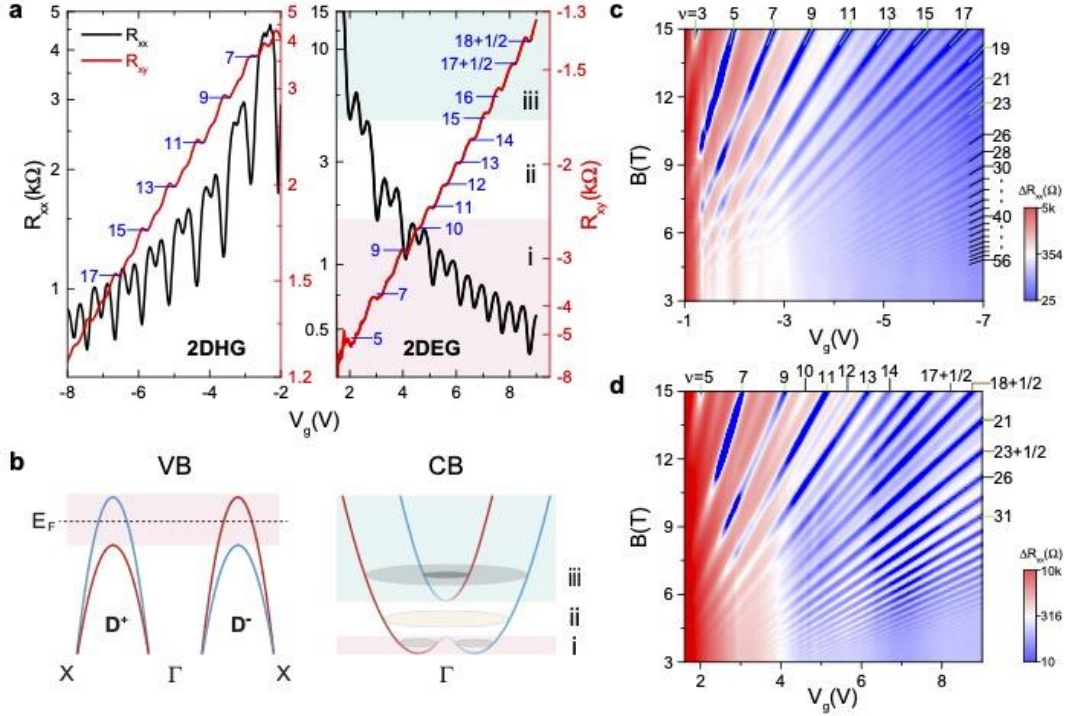 a
R_xx
R_xy
5
4
3
2
1
R_xx(kΩ)
7
9
11
13
15
17
2DHG
-8
-6
-4
-2
5
4
3
2
1.5
1.2
15
10
3
1
0.5
18+1/2
17+1/2
16
15
14
13
12
11
10
9
7
5
iii
ii
i
2DEG
2
4
6
8
-1.3
-1.5
-2
-3
-4
-5
-8
R_xy(kΩ)
V_g(V)
b
VB
CB
E_F
D⁺
D⁻
X
Γ
X
iii
ii
i
Γ
c
ν=3
5
7
9
11
13
15
17
19
21
23
26
28
30
40
56
15
12
9
6
3
B(T)
ΔR_xx(Ω)
5k
354
25
-1
-3
-5
-7
V_g(V)
d
ν=5
7
9
10
11
12
13
14
17+1/2
18+1/2
21
23+1/2
26
31
15
12
9
6
3
B(T)
ΔR_xx(Ω)
10k
316
10
2
4
6
8
V_g(V)